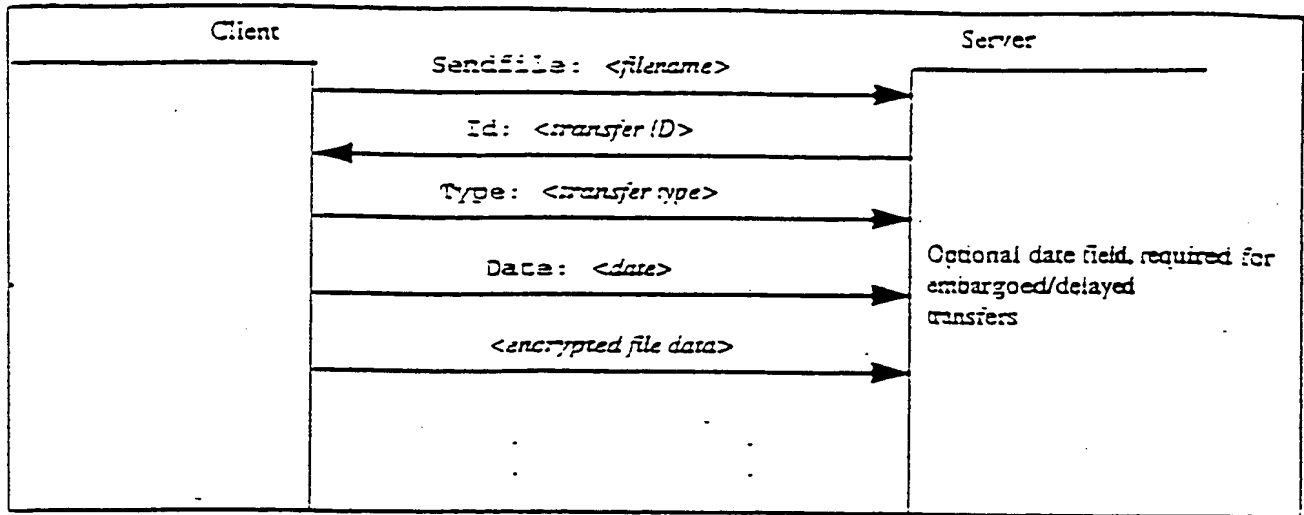 Client
Server
Sendfile: <filename>
Id: <transfer ID>
Type: <transfer type>
Date: <date>
Optional date field, required for
embargoed/delayed
transfers
<encrypted file data>